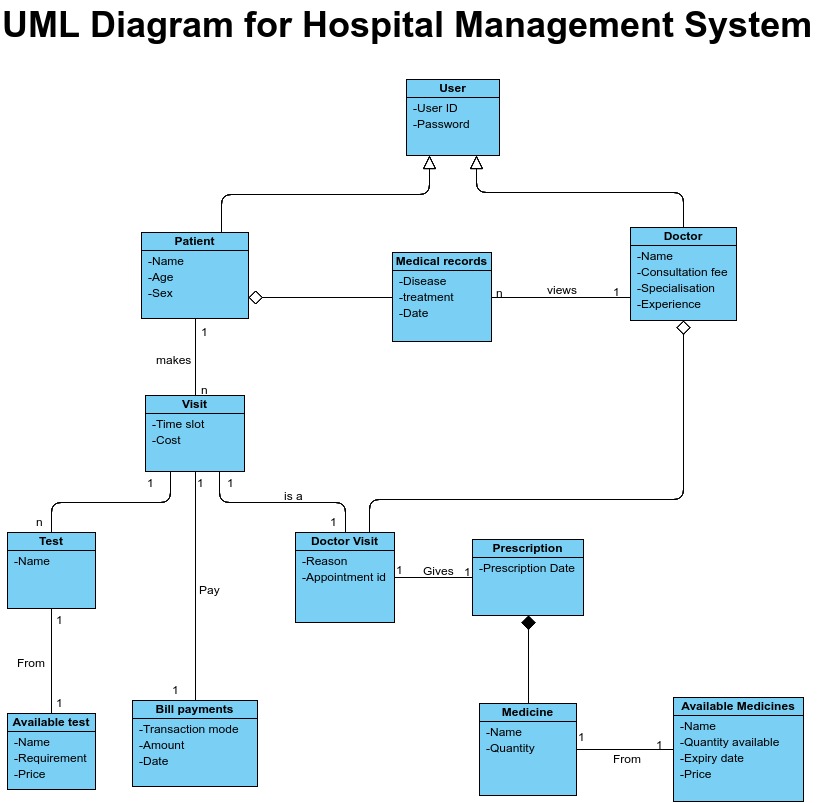 UML Diagram for Hospital Management System
User
-User ID
-Password
Patient
-Name
-Age
-Sex
Medical records
-Disease
-treatment
-Date
n
views
1
Doctor
-Name
-Consultation fee
-Specialisation
-Experience
1
makes
n
Visit
-Time slot
-Cost
1
1
1
is a
n
1
Test
-Name
Doctor Visit
-Reason
-Appointment id
1
Gives
1
Prescription
-Prescription Date
Pay
1
From
1
1
Available test
-Name
-Requirement
-Price
Bill payments
-Transaction mode
-Amount
-Date
Medicine
-Name
-Quantity
1
From
1
Available Medicines
-Name
-Quantity available
-Expiry date
-Price